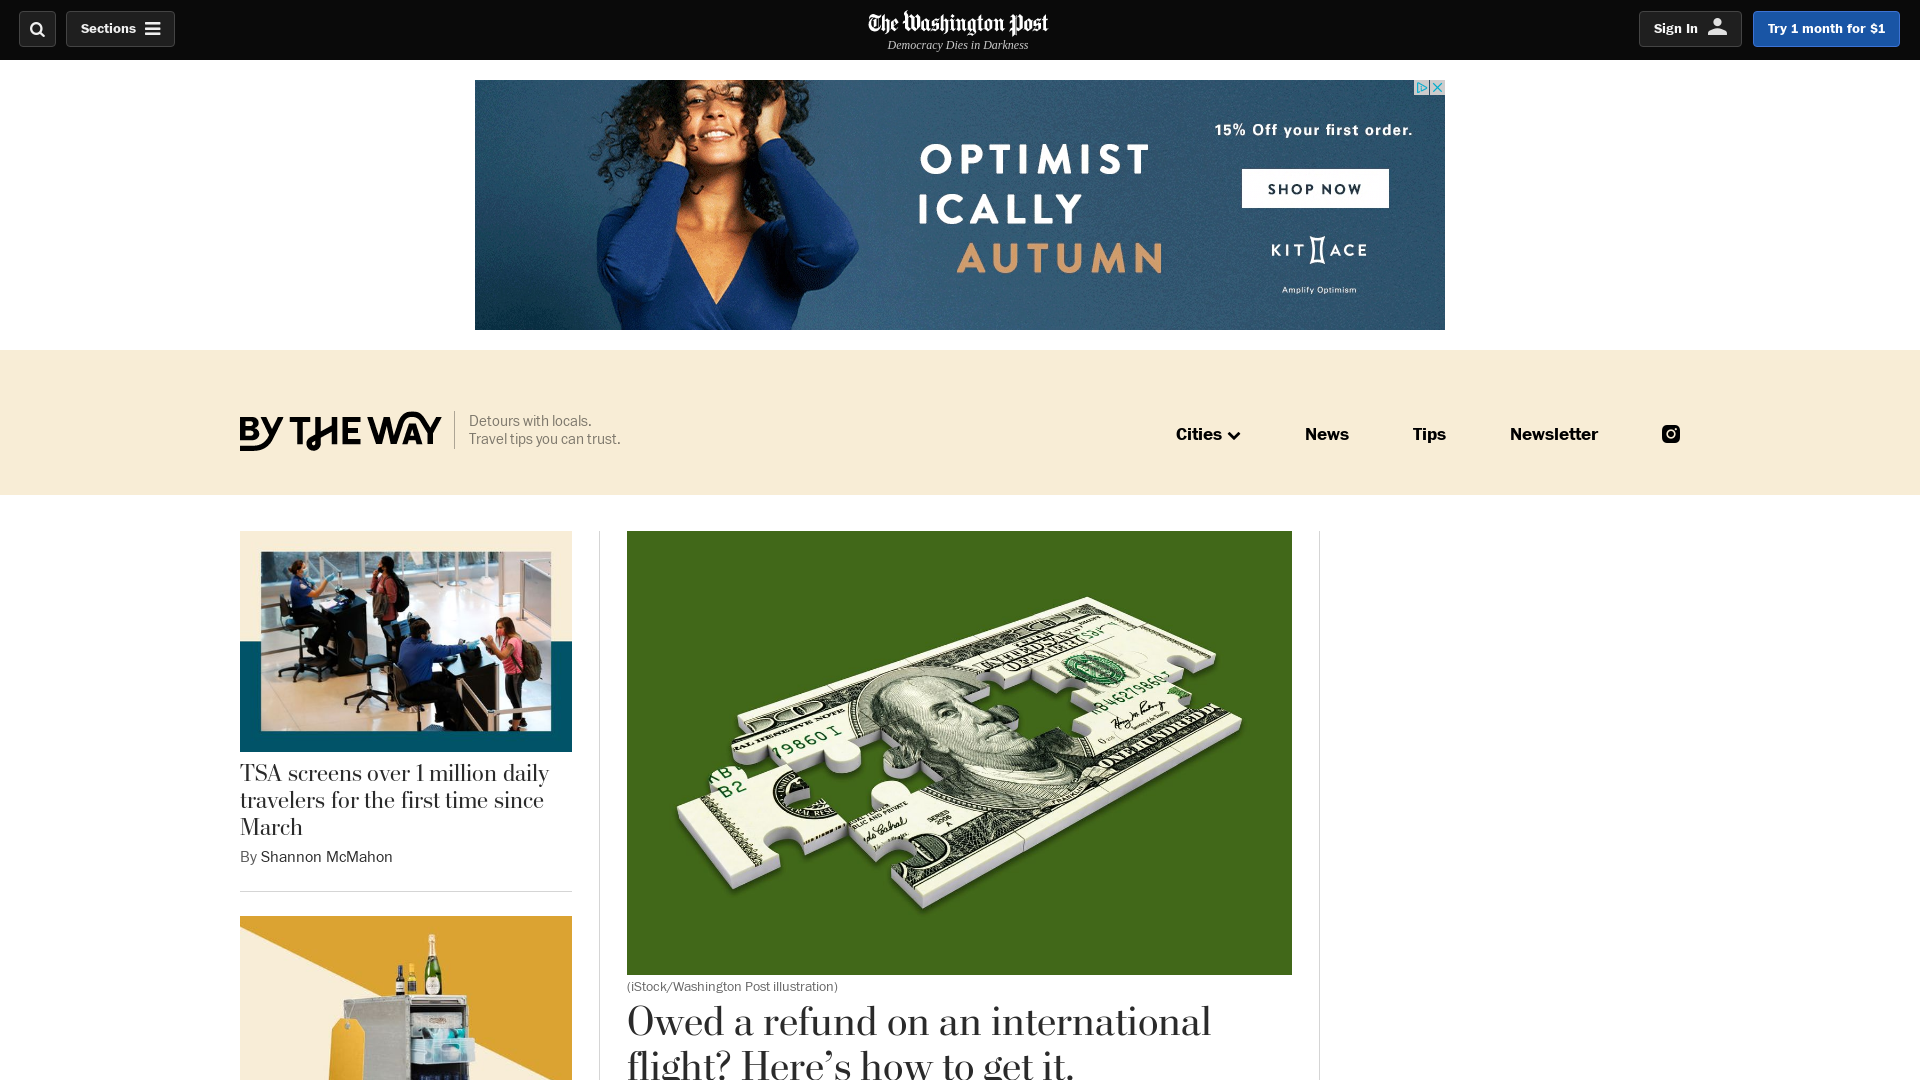 Sections
The Washington Post
Democracy Dies in Darkness
Sign In
Try 1 month for $1
OPTIMIST
ICALLY
AUTUMN
15% Off your first order.
SHOP NOW
KIT ACE
Amplify Optimism
BY THE WAY
Detours with locals.
Travel tips you can trust.
Cities
News
Tips
Newsletter
TSA screens over 1 million daily
travelers for the first time since
March
By Shannon McMahon
(iStock/Washington Post illustration)
Owed a refund on an international
flight? Here’s how to get it.